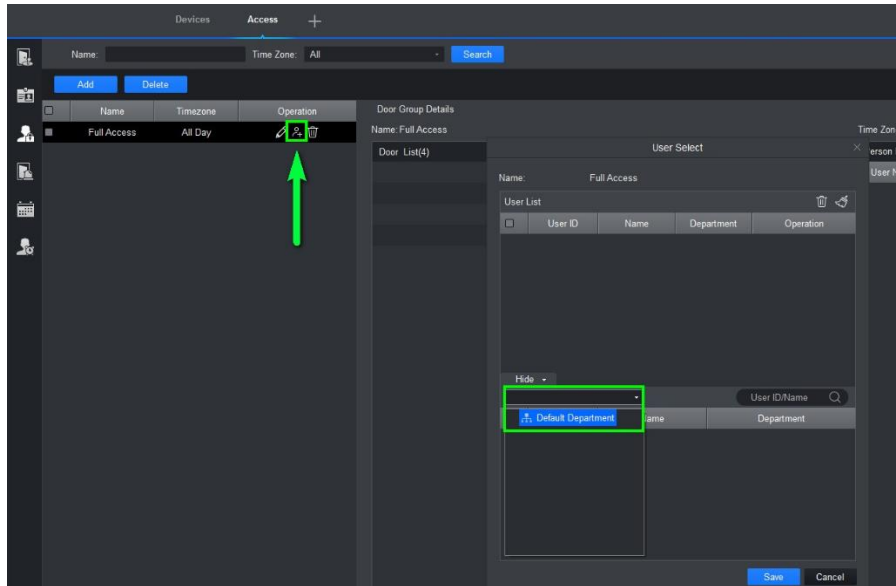 Devices Access
Name: Time Zone: All Search
Add Delete
Name Timezone Operation
Full Access All Day
Door Group Details
Name: Full Access
Time Zon
Door List(4)
erson
User N
User Select
Name: Full Access
User List
User ID Name Department Operation
Hide
User ID/Name
Default Department
ame Department
Save Cancel